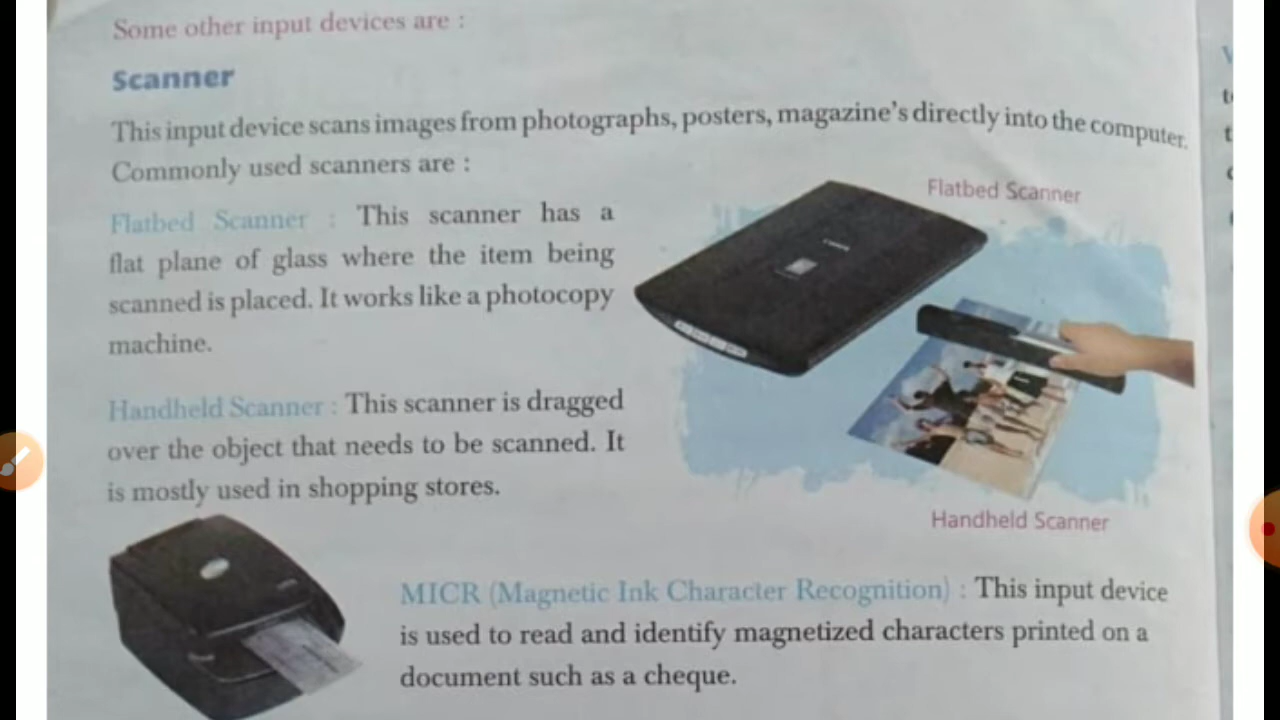 Some other input devices are :
Scanner
This input device scans images from photographs, posters, magazine's directly into the computer.
Commonly used scanners are :
Flatbed Scanner
Flatbed Scanner : This scanner has a
flat plane of glass where the item being
scanned is placed. It works like a photocopy
machine.
Handheld Scanner : This scanner is dragged
over the object that needs to be scanned. It
is mostly used in shopping stores.
Handheld Scanner
MICR (Magnetic Ink Character Recognition) : This input device
is used to read and identify magnetized characters printed on a
document such as a cheque.